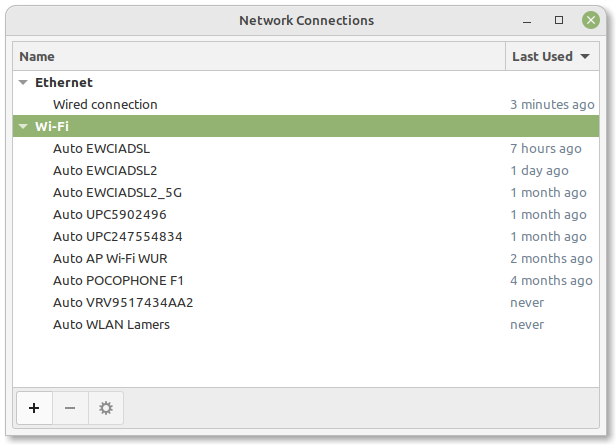 Network Connections
Name Last Used
Ethernet
Wired connection 3 minutes ago
Wi-Fi
Auto EWCIADSL 7 hours ago
Auto EWCIADSL2 1 day ago
Auto EWCIADSL2_5G 1 month ago
Auto UPC5902496 1 month ago
Auto UPC247554834 1 month ago
Auto AP Wi-Fi WUR 2 months ago
Auto POCOPHONE F1 4 months ago
Auto VRV9517434AA2 never
Auto WLAN Lamers never